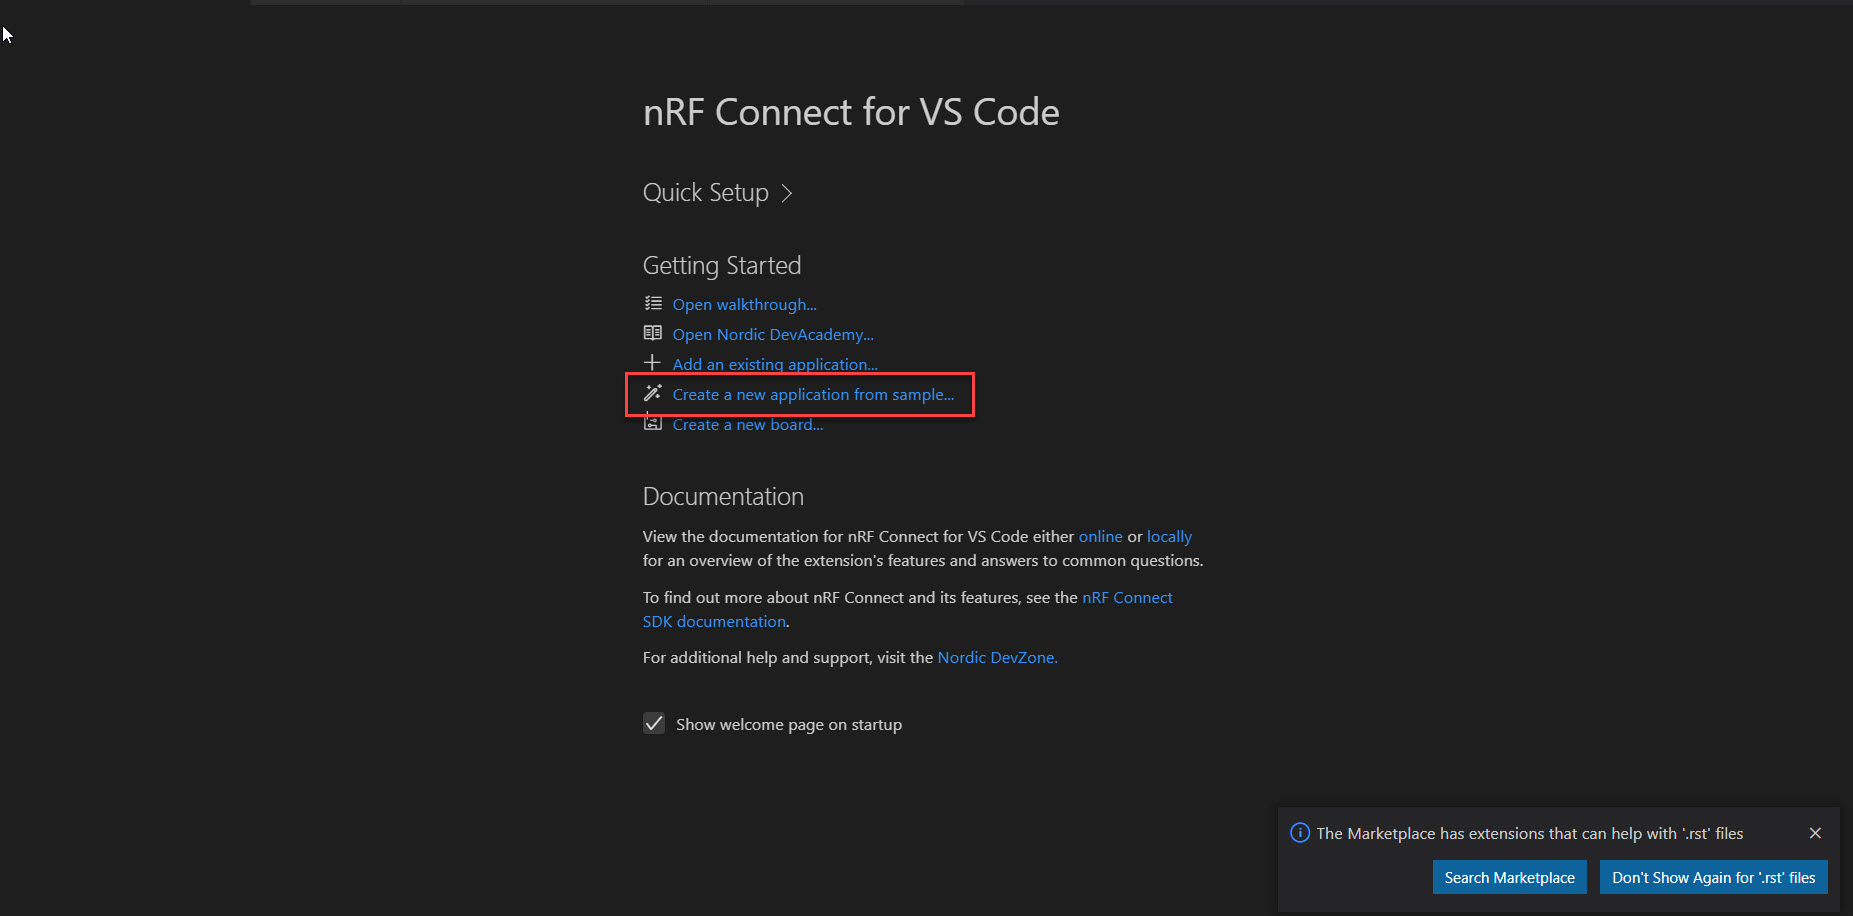 nRF Connect for VS Code
Quick Setup
Getting Started
Open walkthrough...
Open Nordic DevAcademy...
Add an existing application...
Create a new application from sample...
Create a new board...
Documentation
View the documentation for nRF Connect for VS Code either online or locally
for an overview of the extension's features and answers to common questions.
To find out more about nRF Connect and its features, see the nRF Connect
SDK documentation.
For additional help and support, visit the Nordic DevZone.
Show welcome page on startup
The Marketplace has extensions that can help with '.rst' files
Search Marketplace
Don't Show Again for '.rst' files